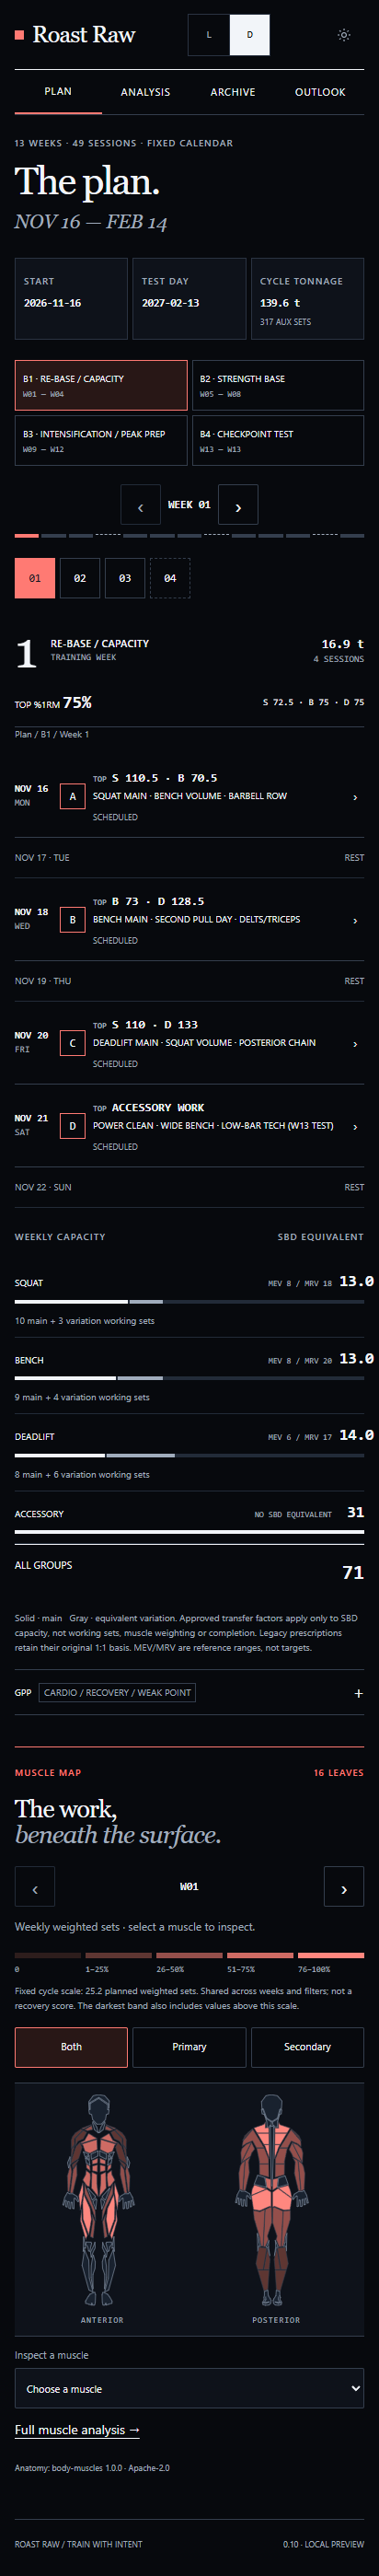 Roast Raw
L D
PLAN ANALYSIS ARCHIVE OUTLOOK
13 WEEKS · 49 SESSIONS · FIXED CALENDAR
The plan.
NOV 16 — FEB 14
START TEST DAY CYCLE TONNAGE
2026-11-16 2027-02-13 139.6 t
317 AUX SETS
B1 · RE-BASE / CAPACITY B2 · STRENGTH BASE
W01 — W04 W05 — W08
B3 · INTENSIFICATION / PEAK PREP B4 · CHECKPOINT TEST
W09 — W12 W13 — W13
‹ WEEK 01 ›
01 02 03 04
1 RE-BASE / CAPACITY 16.9 t
TRAINING WEEK 4 SESSIONS
TOP %1RM 75% S 72.5 · B 75 · D 75
Plan / B1 / Week 1
TOP S 110.5 · B 70.5
NOV 16 MON A SQUAT MAIN · BENCH VOLUME · BARBELL ROW ›
SCHEDULED
NOV 17 · TUE REST
TOP B 73 · D 128.5
NOV 18 WED B BENCH MAIN · SECOND PULL DAY · DELTS/TRICEPS ›
SCHEDULED
NOV 19 · THU REST
TOP S 110 · D 133
NOV 20 FRI C DEADLIFT MAIN · SQUAT VOLUME · POSTERIOR CHAIN ›
SCHEDULED
TOP ACCESSORY WORK
NOV 21 SAT D POWER CLEAN · WIDE BENCH · LOW-BAR TECH (W13 TEST) ›
SCHEDULED
NOV 22 · SUN REST
WEEKLY CAPACITY SBD EQUIVALENT
SQUAT MEV 8 / MRV 18 13.0
10 main + 3 variation working sets
BENCH MEV 8 / MRV 20 13.0
9 main + 4 variation working sets
DEADLIFT MEV 6 / MRV 17 14.0
8 main + 6 variation working sets
ACCESSORY NO SBD EQUIVALENT 31
ALL GROUPS 71
Solid · main Gray · equivalent variation. Approved transfer factors apply only to SBD
capacity, not working sets, muscle weighting or completion. Legacy prescriptions
retain their original 1:1 basis. MEV/MRV are reference ranges, not targets.
GPP CARDIO / RECOVERY / WEAK POINT +
MUSCLE MAP 16 LEAVES
The work,
beneath the surface.
‹ W01 ›
Weekly weighted sets · select a muscle to inspect.
0 1–25% 26–50% 51–75% 76–100%
Fixed cycle scale: 25.2 planned weighted sets. Shared across weeks and filters; not a
recovery score. The darkest band also includes values above this scale.
Both Primary Secondary
ANTERIOR POSTERIOR
Inspect a muscle
Choose a muscle
Full muscle analysis →
Anatomy: body-muscles 1.0.0 · Apache-2.0
ROAST RAW / TRAIN WITH INTENT 0.10 · LOCAL PREVIEW